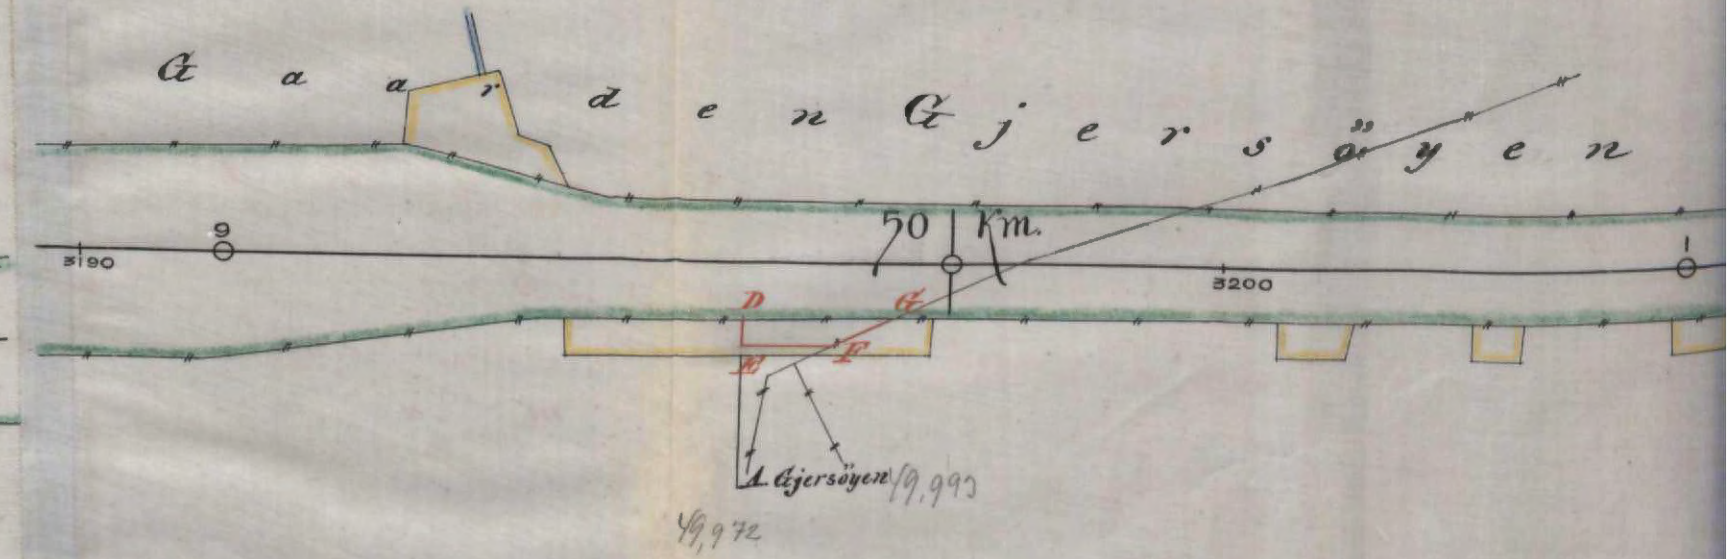 Gaarden Gjersöyen
9
50 Km.
1
3190
3200
D
G
E
F
1. Gjersöyen
49,993
49,972